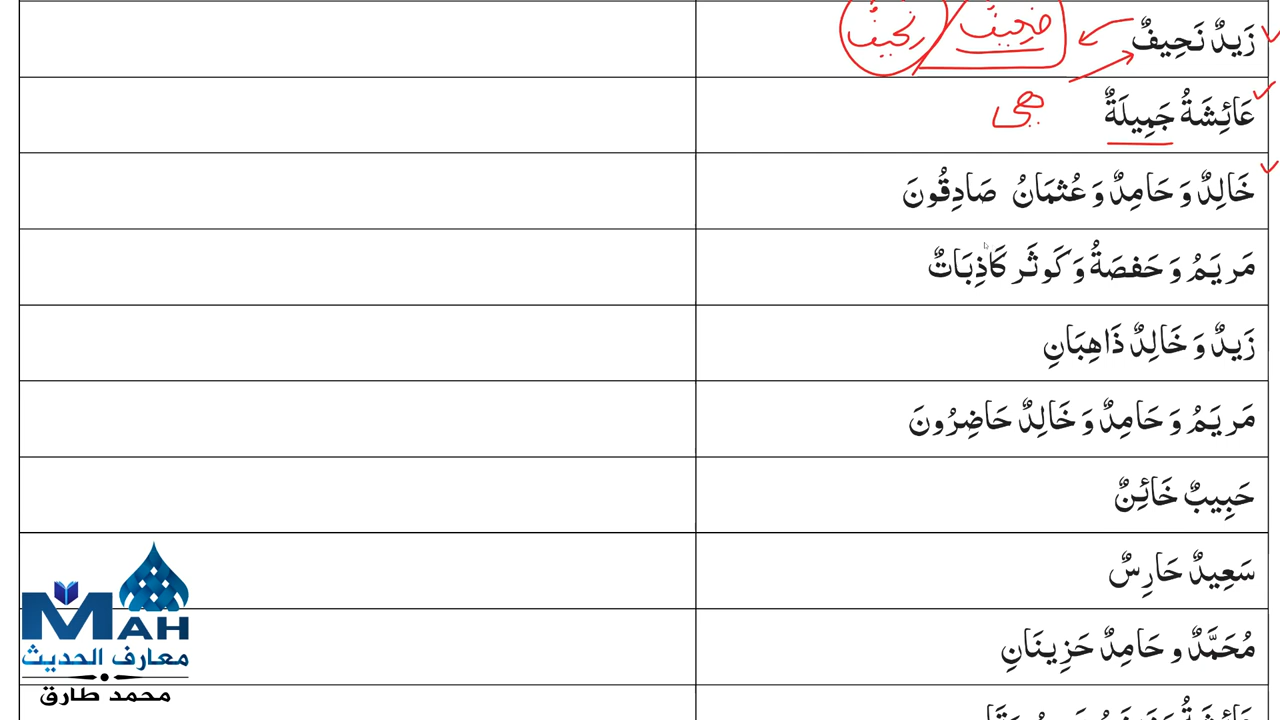 زَيدٌ نَحِيفٌ
نحيف / ضعيف
عَائِشَةُ جَمِيلَةٌ
خَالِدٌ وَ حَامِدٌ وَ عُثمَانُ صَادِقُونَ
مَريَمُ وَ حَفصَةُ وَ كَوثَر كَاذِبَاتٌ
زَيدٌ وَ خَالِدٌ ذَاهِبَانِ
مَريَمُ وَ حَامِدٌ وَ خَالِدٌ حَاضِرُونَ
حَبِيبٌ خَائِنٌ
سَعِيدٌ حَارِسٌ
مُحَمَّدٌ و حَامِدٌ حَزِينَانِ
MAH
معارف الحديث
محمد طارق